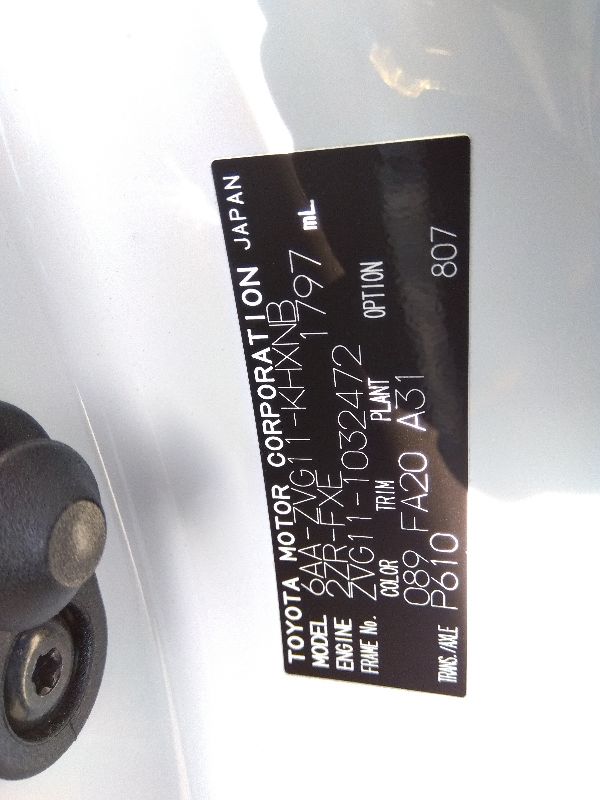 TOYOTA MOTOR CORPORATION JAPAN
MODEL 6AA-ZVG11-KHXNB
ENGINE 2ZR-FXE 1797 mL
FRAME No. ZVG11-1032472
COLOR TRIM PLANT OPTION
089 FA20 A31
TRANS./AXLE P610 807